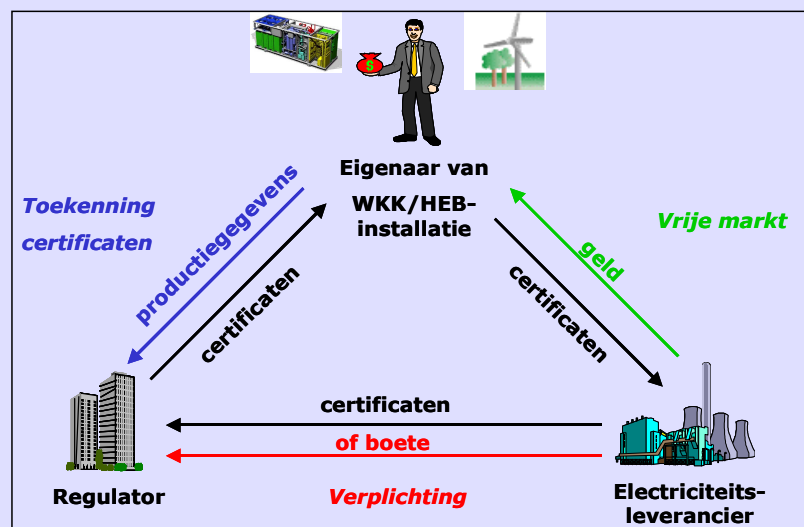 $
Eigenaar van
WKK/HEB-
installatie
Toekenning
certificaten
productiegegevens
certificaten
Vrije markt
geld
certificaten
certificaten
of boete
Regulator
Verplichting
Electriciteits-
leverancier